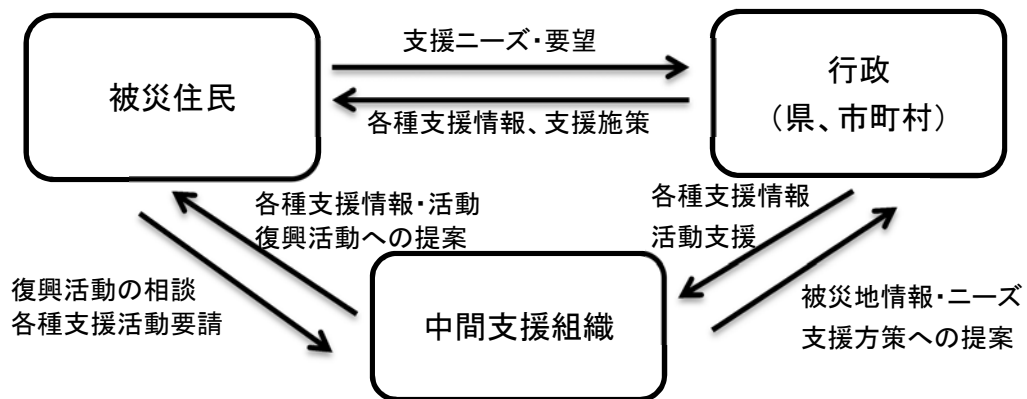 支援ニーズ・要望
被災住民
行政
（県、市町村）
各種支援情報、支援施策
各種支援情報・活動
復興活動への提案
各種支援情報
活動支援
復興活動の相談
各種支援活動要請
中間支援組織
被災地情報・ニーズ
支援方策への提案